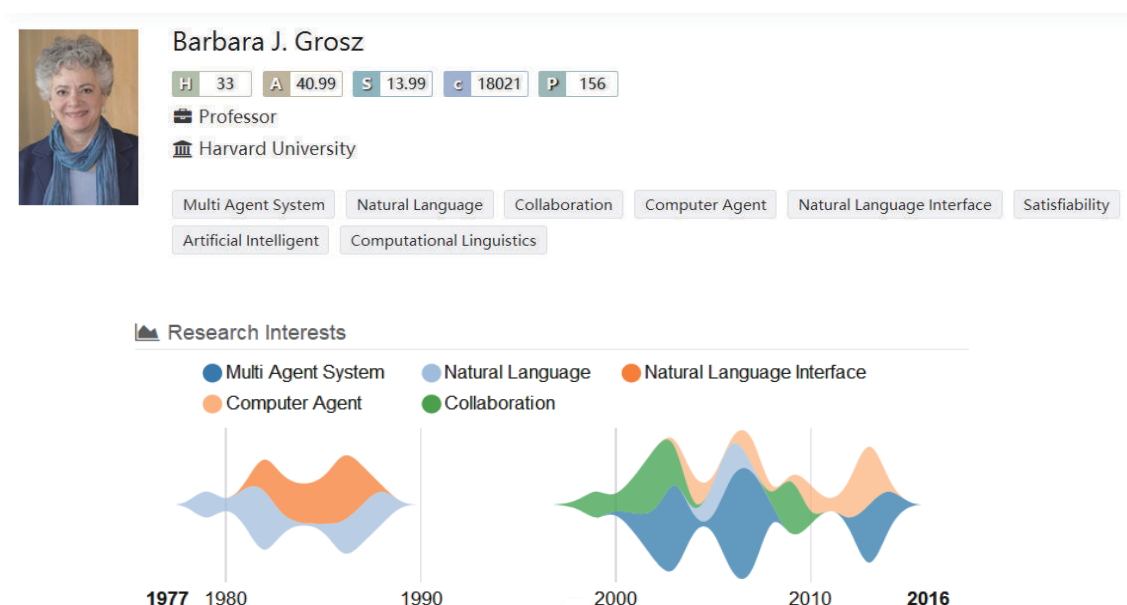 Barbara J. Grosz
H 33 A 40.99 S 13.99 c 18021 P 156
Professor
Harvard University
Multi Agent System Natural Language Collaboration Computer Agent Natural Language Interface Satisfiability
Artificial Intelligent Computational Linguistics
Research Interests
Multi Agent System Natural Language Natural Language Interface
Computer Agent Collaboration
1977 1980 1990 2000 2010 2016